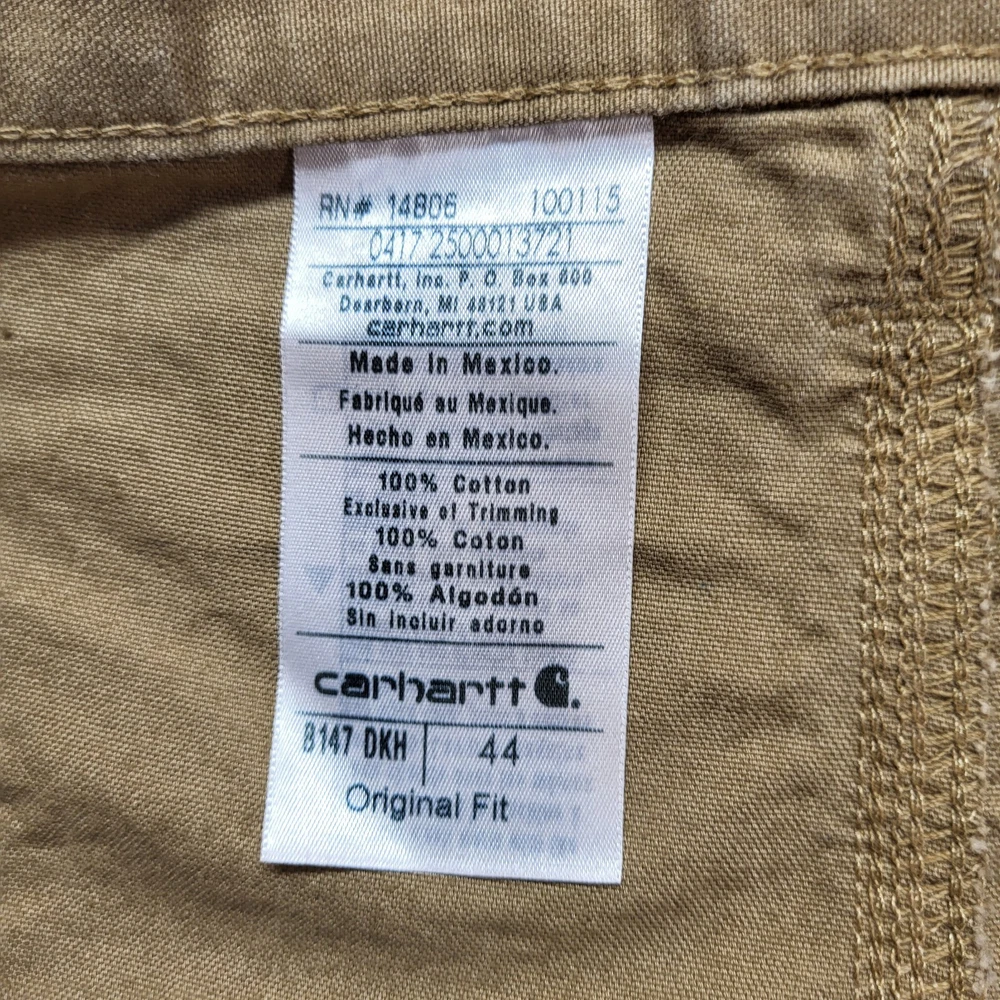 RN# 14806 100115
0417 2500013721
Carhartt, Inc. P. O. Box 600
Dearborn, MI 48121 USA
carhartt.com
Made in Mexico.
Fabriqué au Mexique.
Hecho en Mexico.
100% Cotton
Exclusive of Trimming
100% Coton
Sans garniture
100% Algodón
Sin incluir adorno
carhartt
B147 DKH 44
Original Fit